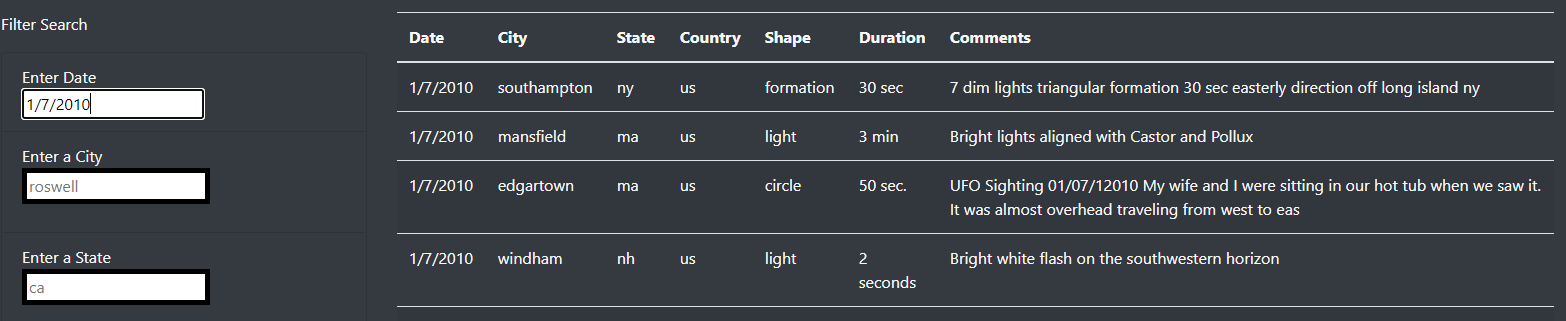 Filter Search
Enter Date
1/7/2010
Enter a City
roswell
Enter a State
ca
Date City State Country Shape Duration Comments
1/7/2010 southampton ny us formation 30 sec 7 dim lights triangular formation 30 sec easterly direction off long island ny
1/7/2010 mansfield ma us light 3 min Bright lights aligned with Castor and Pollux
1/7/2010 edgartown ma us circle 50 sec. UFO Sighting 01/07/12010 My wife and I were sitting in our hot tub when we saw it.
It was almost overhead traveling from west to eas
1/7/2010 windham nh us light 2 Bright white flash on the southwestern horizon
seconds